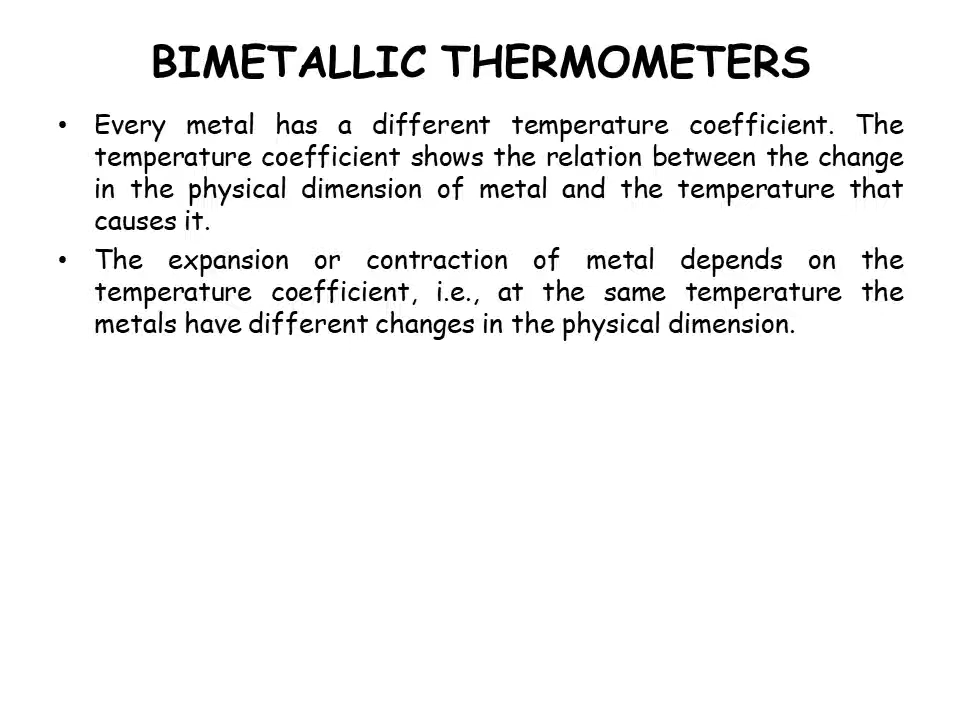 BIMETALLIC THERMOMETERS
• Every metal has a different temperature coefficient. The
temperature coefficient shows the relation between the change
in the physical dimension of metal and the temperature that
causes it.
• The expansion or contraction of metal depends on the
temperature coefficient, i.e., at the same temperature the
metals have different changes in the physical dimension.